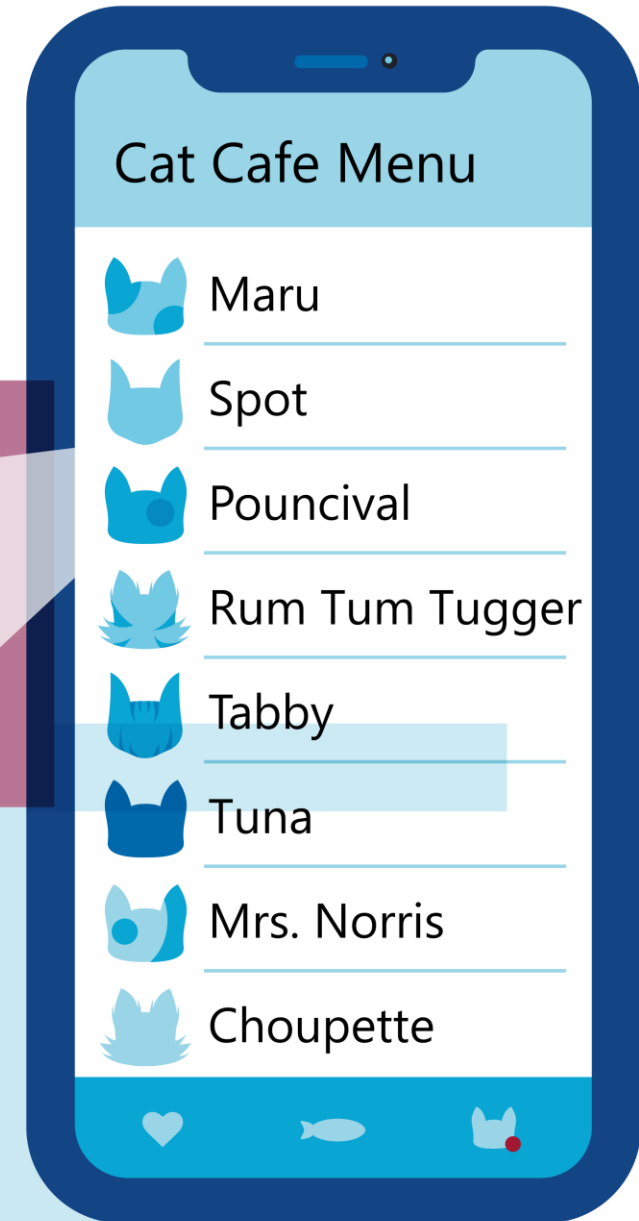 Cat Cafe Menu
Maru
Spot
Pouncival
Rum Tum Tugger
Tabby
Tuna
Mrs. Norris
Choupette